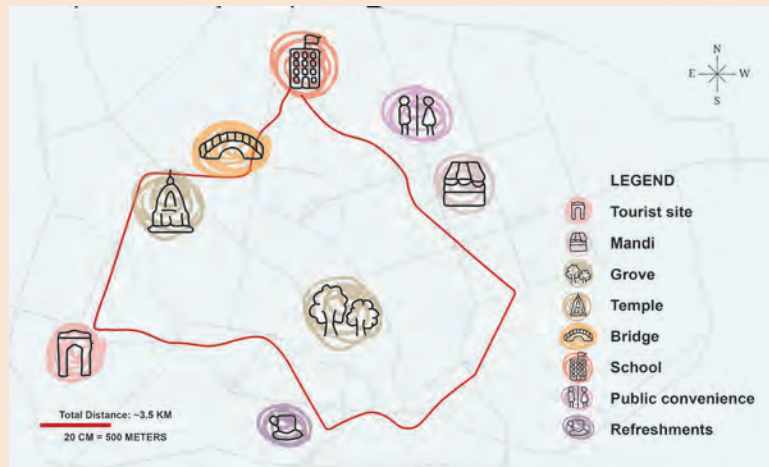 N
E W
S
LEGEND
Tourist site
Mandi
Grove
Temple
Bridge
School
Public convenience
Refreshments
Total Distance: ~3.5 KM
20 CM = 500 METERS